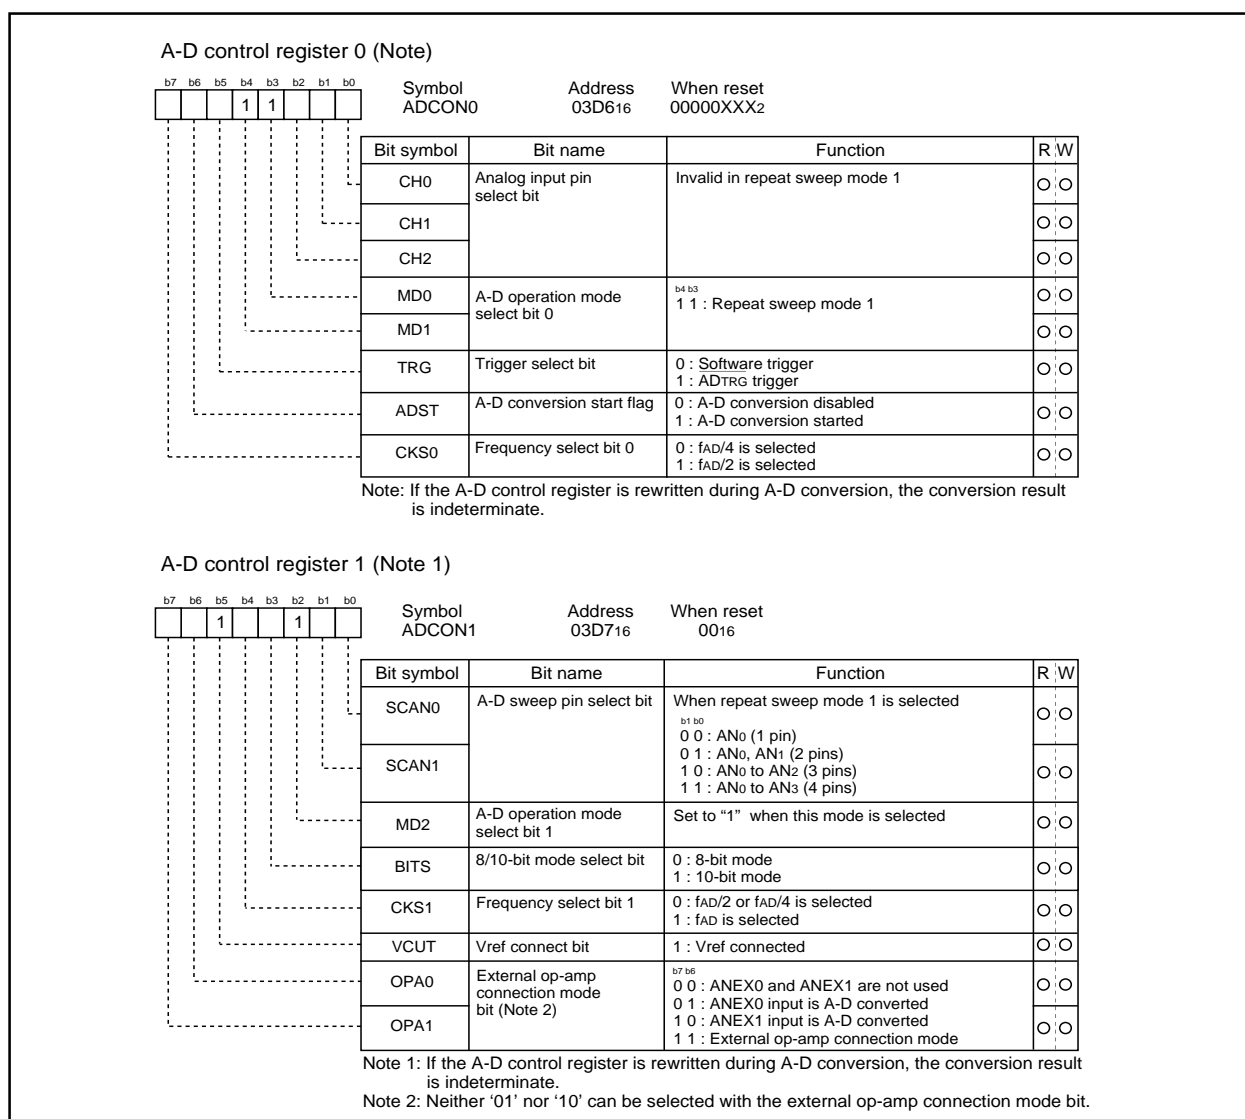 A-D control register 0 (Note)
b7 b6 b5 b4 b3 b2 b1 b0
1 1
Symbol Address When reset
ADCON0 03D616 00000XXX2
Bit symbol Bit name Function R W
CH0 Analog input pin select bit Invalid in repeat sweep mode 1
CH1
CH2
MD0 A-D operation mode select bit 0 b4 b3
1 1 : Repeat sweep mode 1
MD1
TRG Trigger select bit 0 : Software trigger
1 : ADTRG trigger
ADST A-D conversion start flag 0 : A-D conversion disabled
1 : A-D conversion started
CKS0 Frequency select bit 0 0 : fAD/4 is selected
1 : fAD/2 is selected
Note: If the A-D control register is rewritten during A-D conversion, the conversion result
is indeterminate.
A-D control register 1 (Note 1)
b7 b6 b5 b4 b3 b2 b1 b0
1 1
Symbol Address When reset
ADCON1 03D716 0016
Bit symbol Bit name Function R W
SCAN0 A-D sweep pin select bit When repeat sweep mode 1 is selected
b1 b0
0 0 : AN0 (1 pin)
0 1 : AN0, AN1 (2 pins)
SCAN1 1 0 : AN0 to AN2 (3 pins)
1 1 : AN0 to AN3 (4 pins)
MD2 A-D operation mode select bit 1 Set to “1” when this mode is selected
BITS 8/10-bit mode select bit 0 : 8-bit mode
1 : 10-bit mode
CKS1 Frequency select bit 1 0 : fAD/2 or fAD/4 is selected
1 : fAD is selected
VCUT Vref connect bit 1 : Vref connected
OPA0 External op-amp connection mode bit (Note 2) b7 b6
0 0 : ANEX0 and ANEX1 are not used
0 1 : ANEX0 input is A-D converted
OPA1 1 0 : ANEX1 input is A-D converted
1 1 : External op-amp connection mode
Note 1: If the A-D control register is rewritten during A-D conversion, the conversion result
is indeterminate.
Note 2: Neither ‘01’ nor ‘10’ can be selected with the external op-amp connection mode bit.